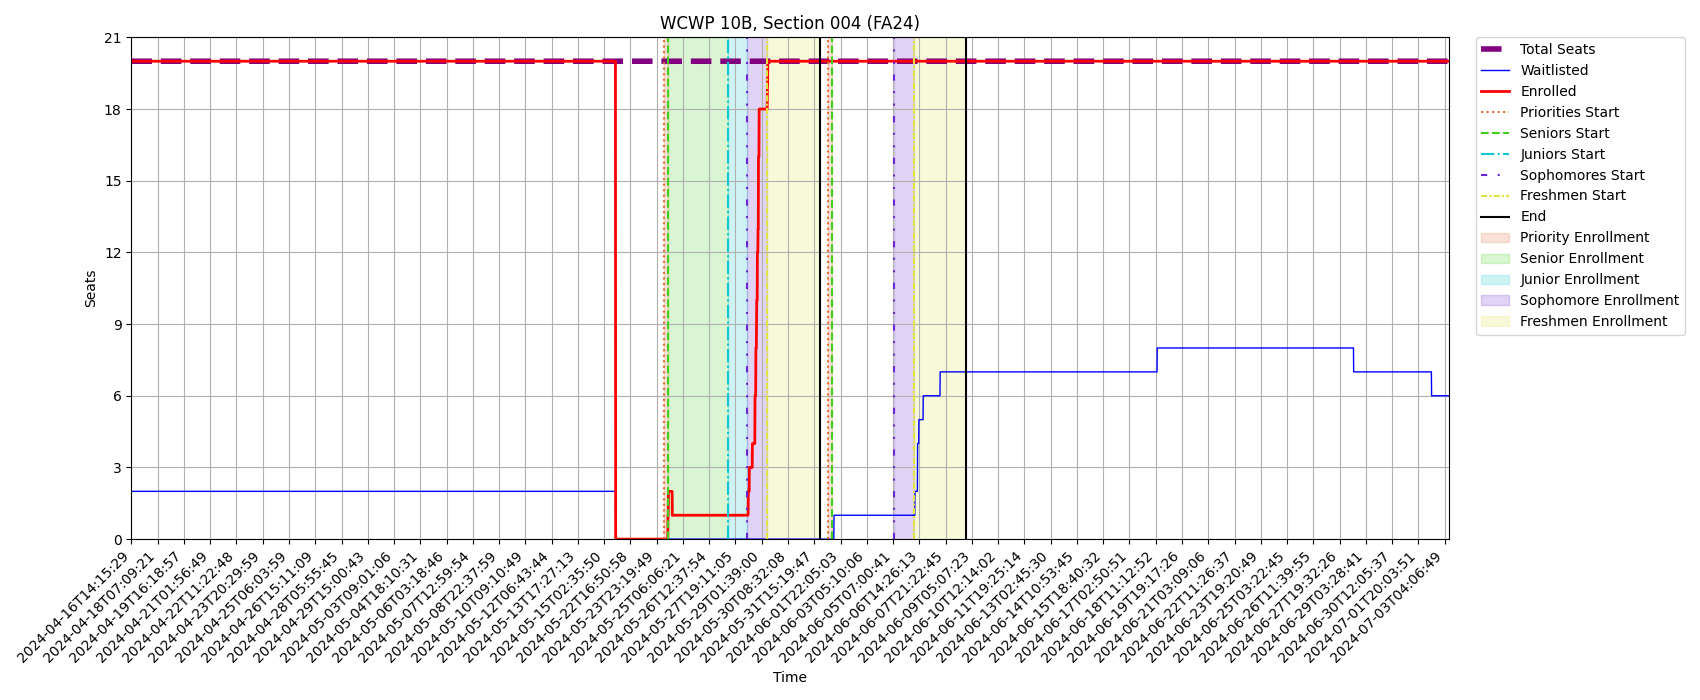 WCWP 10B, Section 004 (FA24)
21
18
15
12
9
6
3
0
Seats
2024-04-16T14:15:29
2024-04-18T07:09:21
2024-04-19T16:18:57
2024-04-21T01:56:49
2024-04-22T11:22:48
2024-04-23T20:29:59
2024-04-25T06:03:59
2024-04-26T15:11:09
2024-04-28T05:55:45
2024-04-29T15:00:43
2024-05-03T09:01:06
2024-05-04T18:10:31
2024-05-06T03:18:46
2024-05-07T12:59:54
2024-05-08T22:37:59
2024-05-10T09:10:49
2024-05-12T06:43:44
2024-05-13T17:27:13
2024-05-15T02:35:50
2024-05-22T16:50:58
2024-05-23T23:19:49
2024-05-25T06:06:21
2024-05-26T12:37:54
2024-05-27T19:11:05
2024-05-29T01:39:00
2024-05-30T08:32:08
2024-05-31T15:19:47
2024-06-01T22:05:03
2024-06-03T05:10:06
2024-06-05T07:00:41
2024-06-06T14:26:13
2024-06-07T21:22:45
2024-06-09T05:07:23
2024-06-10T12:14:02
2024-06-11T19:25:14
2024-06-13T02:45:30
2024-06-14T10:53:45
2024-06-15T18:40:32
2024-06-17T02:50:51
2024-06-18T11:12:52
2024-06-19T19:17:26
2024-06-21T03:09:06
2024-06-22T11:26:37
2024-06-23T19:20:49
2024-06-25T03:22:45
2024-06-26T11:39:55
2024-06-27T19:32:26
2024-06-29T03:28:41
2024-06-30T12:05:37
2024-07-01T20:03:51
2024-07-03T04:06:49
Time
Total Seats
Waitlisted
Enrolled
Priorities Start
Seniors Start
Juniors Start
Sophomores Start
Freshmen Start
End
Priority Enrollment
Senior Enrollment
Junior Enrollment
Sophomore Enrollment
Freshmen Enrollment